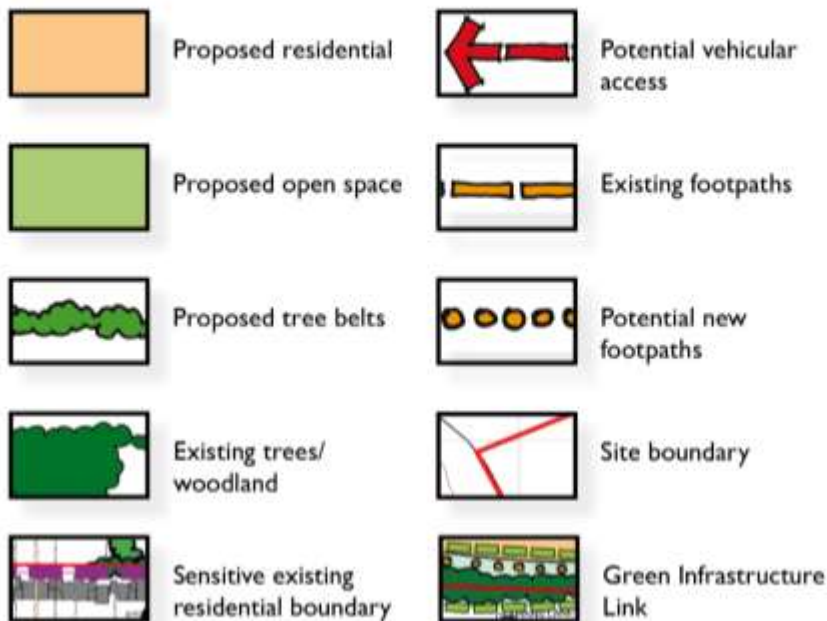 Proposed residential
Potential vehicular
access
Proposed open space
Existing footpaths
Proposed tree belts
Potential new
footpaths
Existing trees/
woodland
Site boundary
Sensitive existing
residential boundary
Green Infrastructure
Link